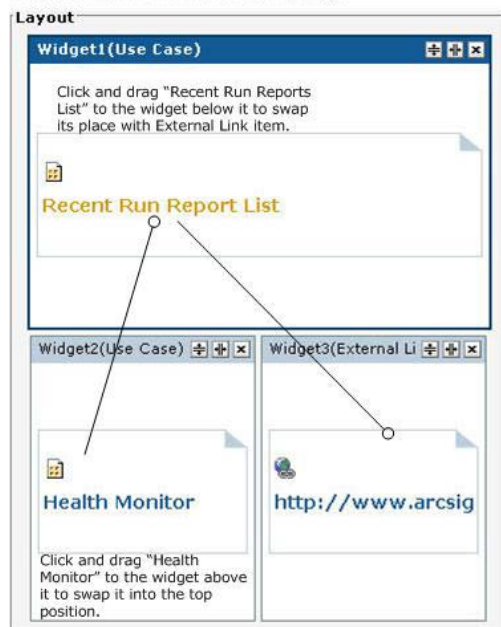 Layout
Widget1(Use Case)
Click and drag "Recent Run Reports
List" to the widget below it to swap
its place with External Link item.
Recent Run Report List
Widget2(Use Case)
Widget3(External Li
Health Monitor
http://www.arcsig
Click and drag "Health
Monitor" to the widget above
it to swap it into the top
position.